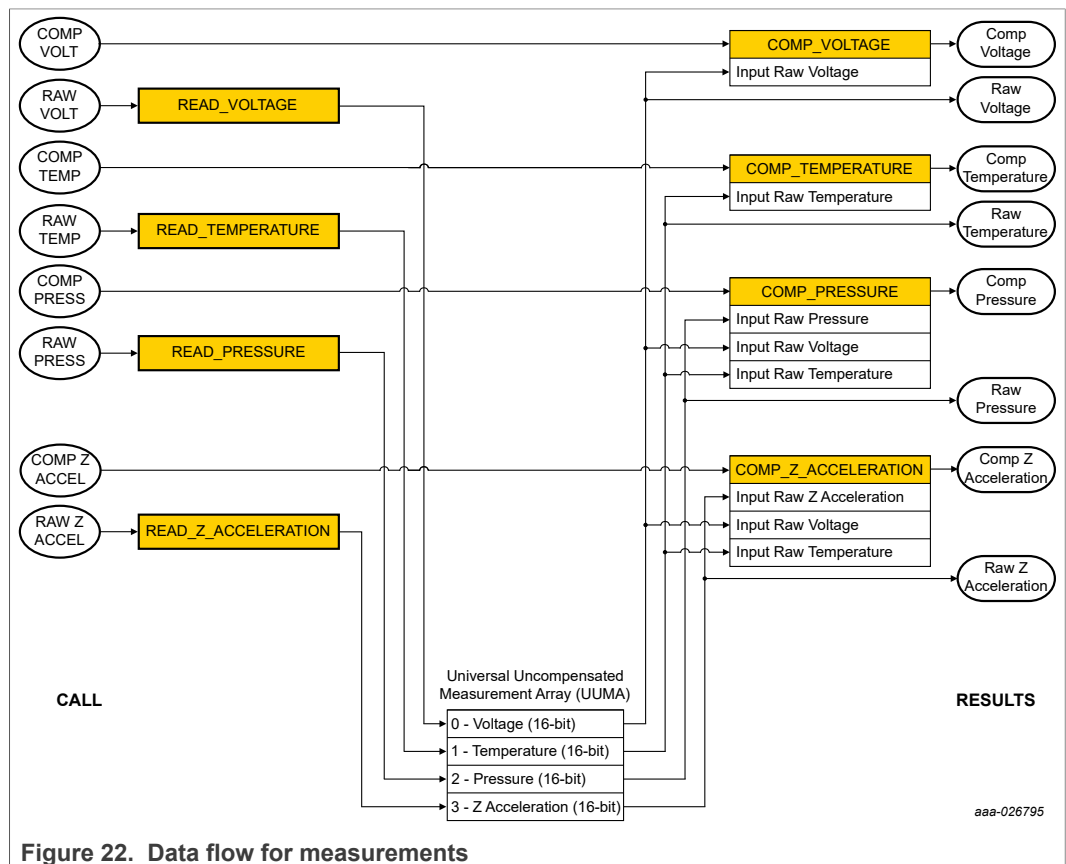 COMP
VOLT
COMP_VOLTAGE
Comp
Voltage
Input Raw Voltage
RAW
VOLT
READ_VOLTAGE
Raw
Voltage
COMP
TEMP
COMP_TEMPERATURE
Comp
Temperature
Input Raw Temperature
RAW
TEMP
READ_TEMPERATURE
Raw
Temperature
COMP
PRESS
COMP_PRESSURE
Comp
Pressure
Input Raw Pressure
RAW
PRESS
READ_PRESSURE
Input Raw Voltage
Input Raw Temperature
Raw
Pressure
COMP Z
ACCEL
COMP_Z_ACCELERATION
Comp Z
Acceleration
Input Raw Z Acceleration
RAW Z
ACCEL
READ_Z_ACCELERATION
Input Raw Voltage
Input Raw Temperature
Raw Z
Acceleration
Universal Uncompensated
Measurement Array (UUMA)
CALL
RESULTS
0 - Voltage (16-bit)
1 - Temperature (16-bit)
2 - Pressure (16-bit)
3 - Z Acceleration (16-bit)
aaa-026795
Figure 22. Data flow for measurements